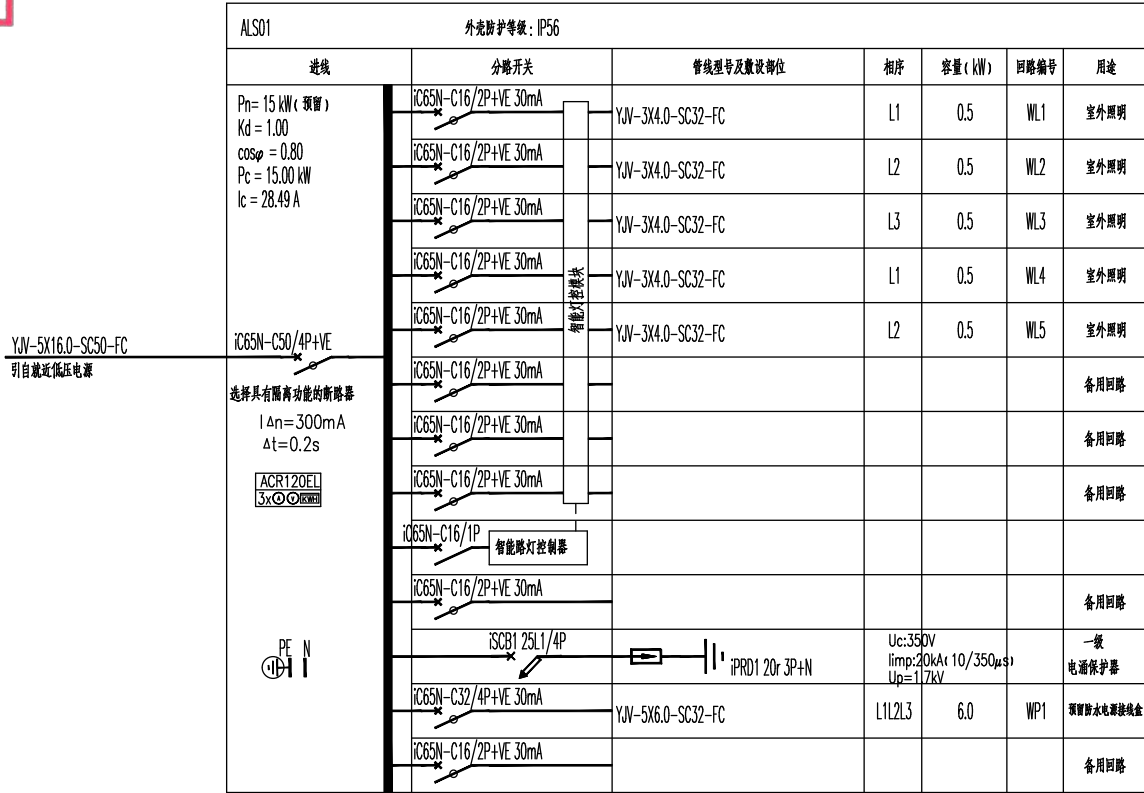 ALS01 外壳防护等级：IP56
进线 分路开关 管线型号及敷设部位 相序 容量(kW) 回路编号 用途
Pn= 15 kW(预留)
Kd = 1.00
cosφ = 0.80
Pc = 15.00 kW
Ic = 28.49 A
iC65N-C16/2P+VE 30mA YJV-3X4.0-SC32-FC L1 0.5 WL1 室外照明
iC65N-C16/2P+VE 30mA YJV-3X4.0-SC32-FC L2 0.5 WL2 室外照明
iC65N-C16/2P+VE 30mA YJV-3X4.0-SC32-FC L3 0.5 WL3 室外照明
iC65N-C16/2P+VE 30mA YJV-3X4.0-SC32-FC L1 0.5 WL4 室外照明
智能灯控模块
iC65N-C16/2P+VE 30mA YJV-3X4.0-SC32-FC L2 0.5 WL5 室外照明
YJV-5X16.0-SC50-FC
引自就近低压电源
iC65N-C50/4P+VE
选择具有隔离功能的断路器
I∆n=300mA
∆t=0.2s
ACR120EL
3x A V KWH
iC65N-C16/2P+VE 30mA 备用回路
iC65N-C16/2P+VE 30mA 备用回路
iC65N-C16/2P+VE 30mA 备用回路
iC65N-C16/1P 智能路灯控制器
iC65N-C16/2P+VE 30mA 备用回路
PE N
iSCB1 25L1/4P iPRD1 20r 3P+N
Uc:350V
Iimp:20kA(10/350μs)
Up=1.7kV
一级
电涌保护器
iC65N-C32/4P+VE 30mA YJV-5X6.0-SC32-FC L1L2L3 6.0 WP1 预留防水电源接线盒
iC65N-C16/2P+VE 30mA 备用回路